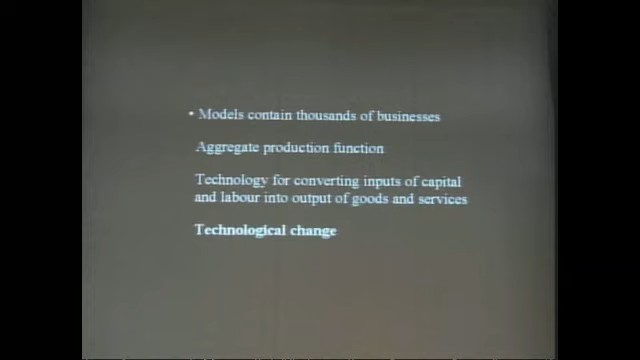 • Models contain thousands of businesses
Aggregate production function
Technology for converting inputs of capital
and labour into output of goods and services
Technological change